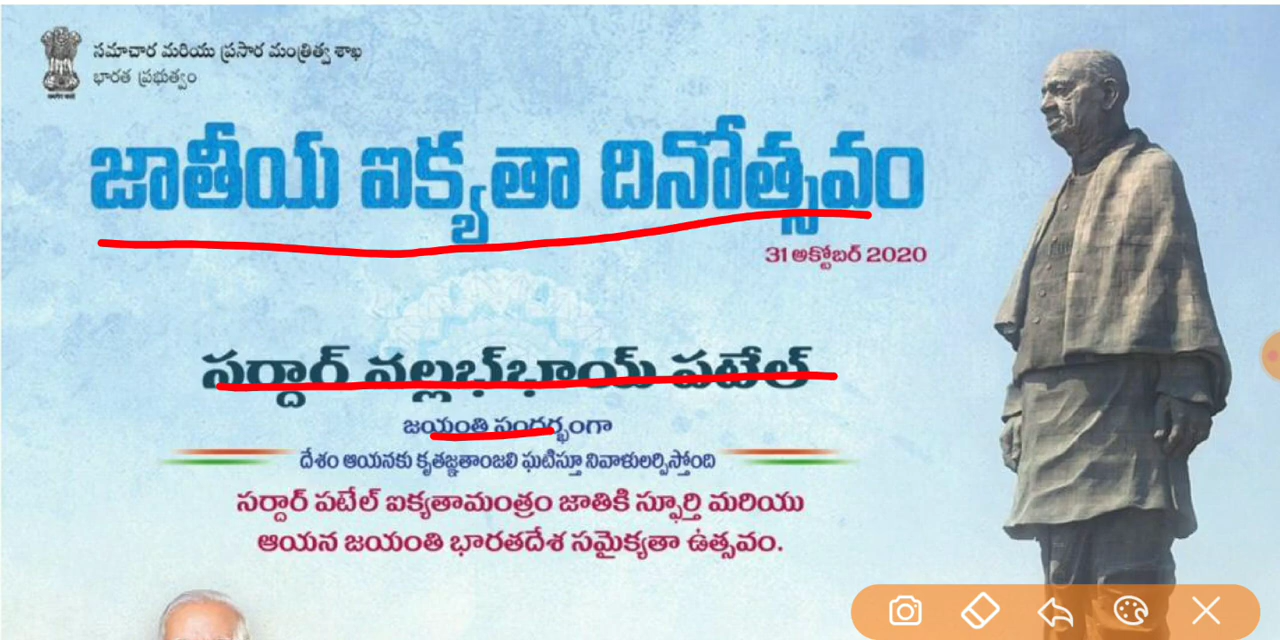 సమాచార మరియు ప్రసార మంత్రిత్వ శాఖ
భారత ప్రభుత్వం
జాతీయ ఐక్యతా దినోత్సవం
31 అక్టోబర్ 2020
సర్దార్ వల్లభ్‌భాయ్ పటేల్
జయంతి సందర్భంగా
దేశం ఆయనకు కృతజ్ఞతాంజలి ఘటిస్తూ నివాళులర్పిస్తోంది
సర్దార్ పటేల్ ఐక్యతామంత్రం జాతికి స్ఫూర్తి మరియు
ఆయన జయంతి భారతదేశ సమైక్యతా ఉత్సవం.